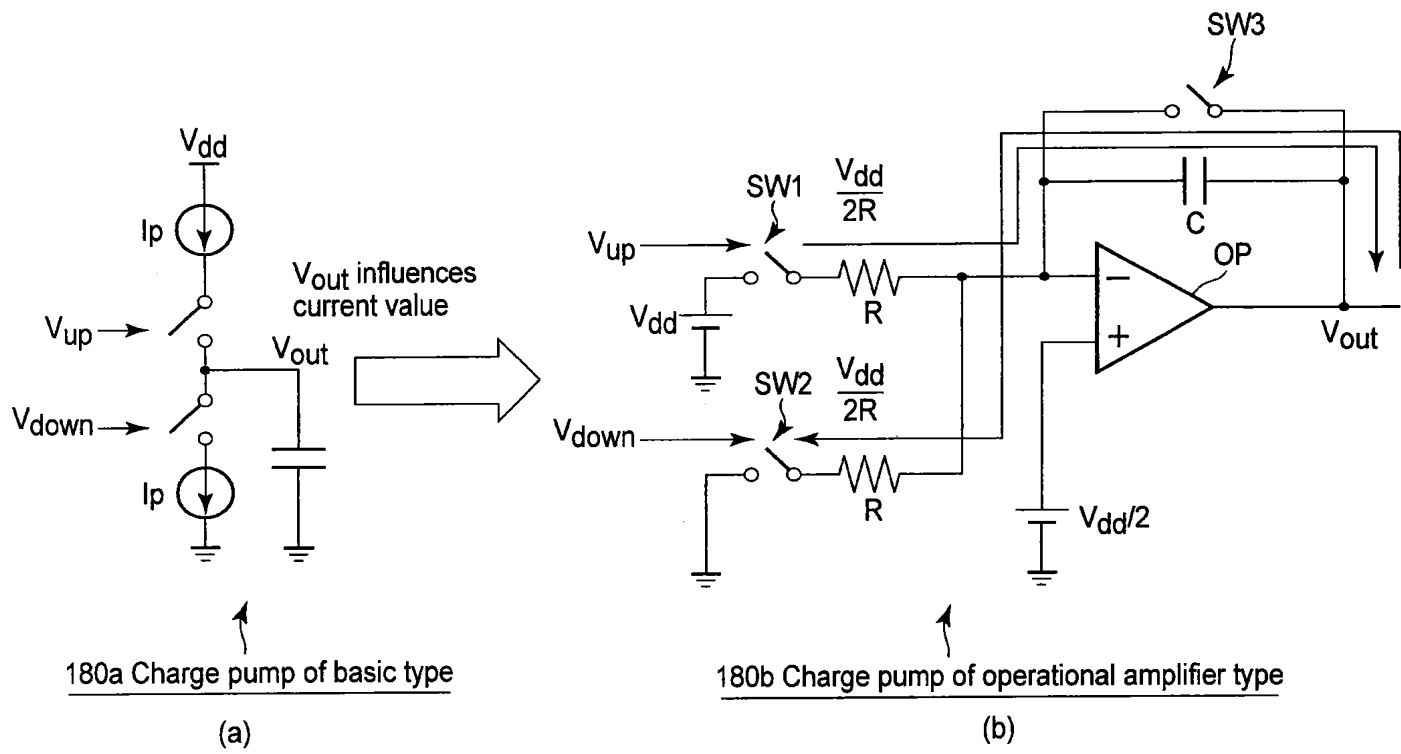 Vdd
Ip
Vup
Vout
Vdown
Ip
180a Charge pump of basic type
(a)
Vout influences
current value
SW3
SW1
Vdd
2R
C
Vup
R
OP
−
+
Vdd
Vout
SW2
Vdd
2R
Vdown
R
Vdd/2
180b Charge pump of operational amplifier type
(b)